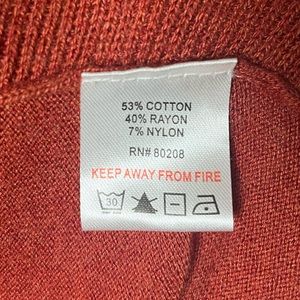 53% COTTON
40% RAYON
7% NYLON
RN# 80208
KEEP AWAY FROM FIRE
30